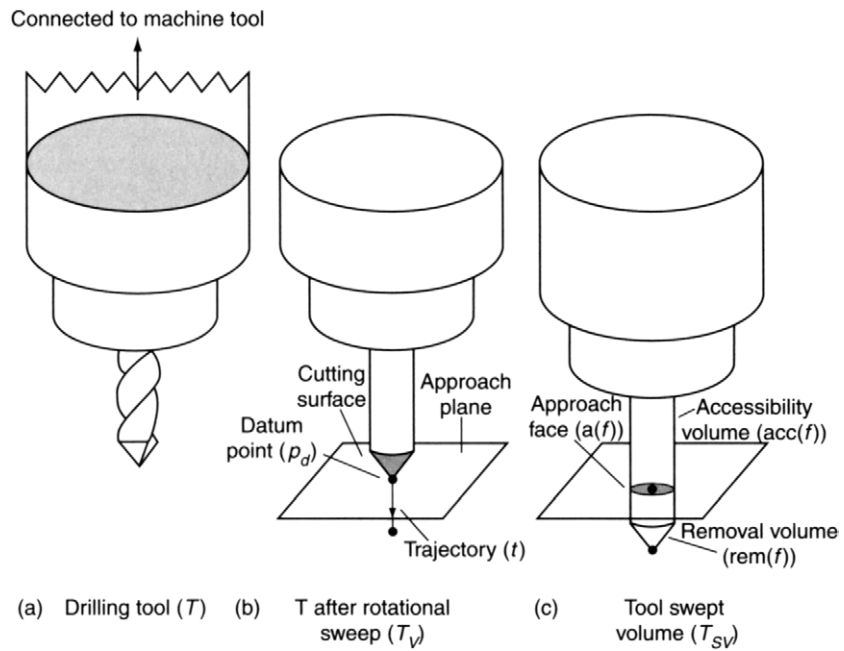 Connected to machine tool
Cutting
surface
Approach
plane
Datum
point (p_d)
Trajectory (t)
Approach
face (a(f))
Accessibility
volume (acc(f))
Removal volume
(rem(f))
(a) Drilling tool (T)
(b) T after rotational
sweep (T_V)
(c) Tool swept
volume (T_SV)